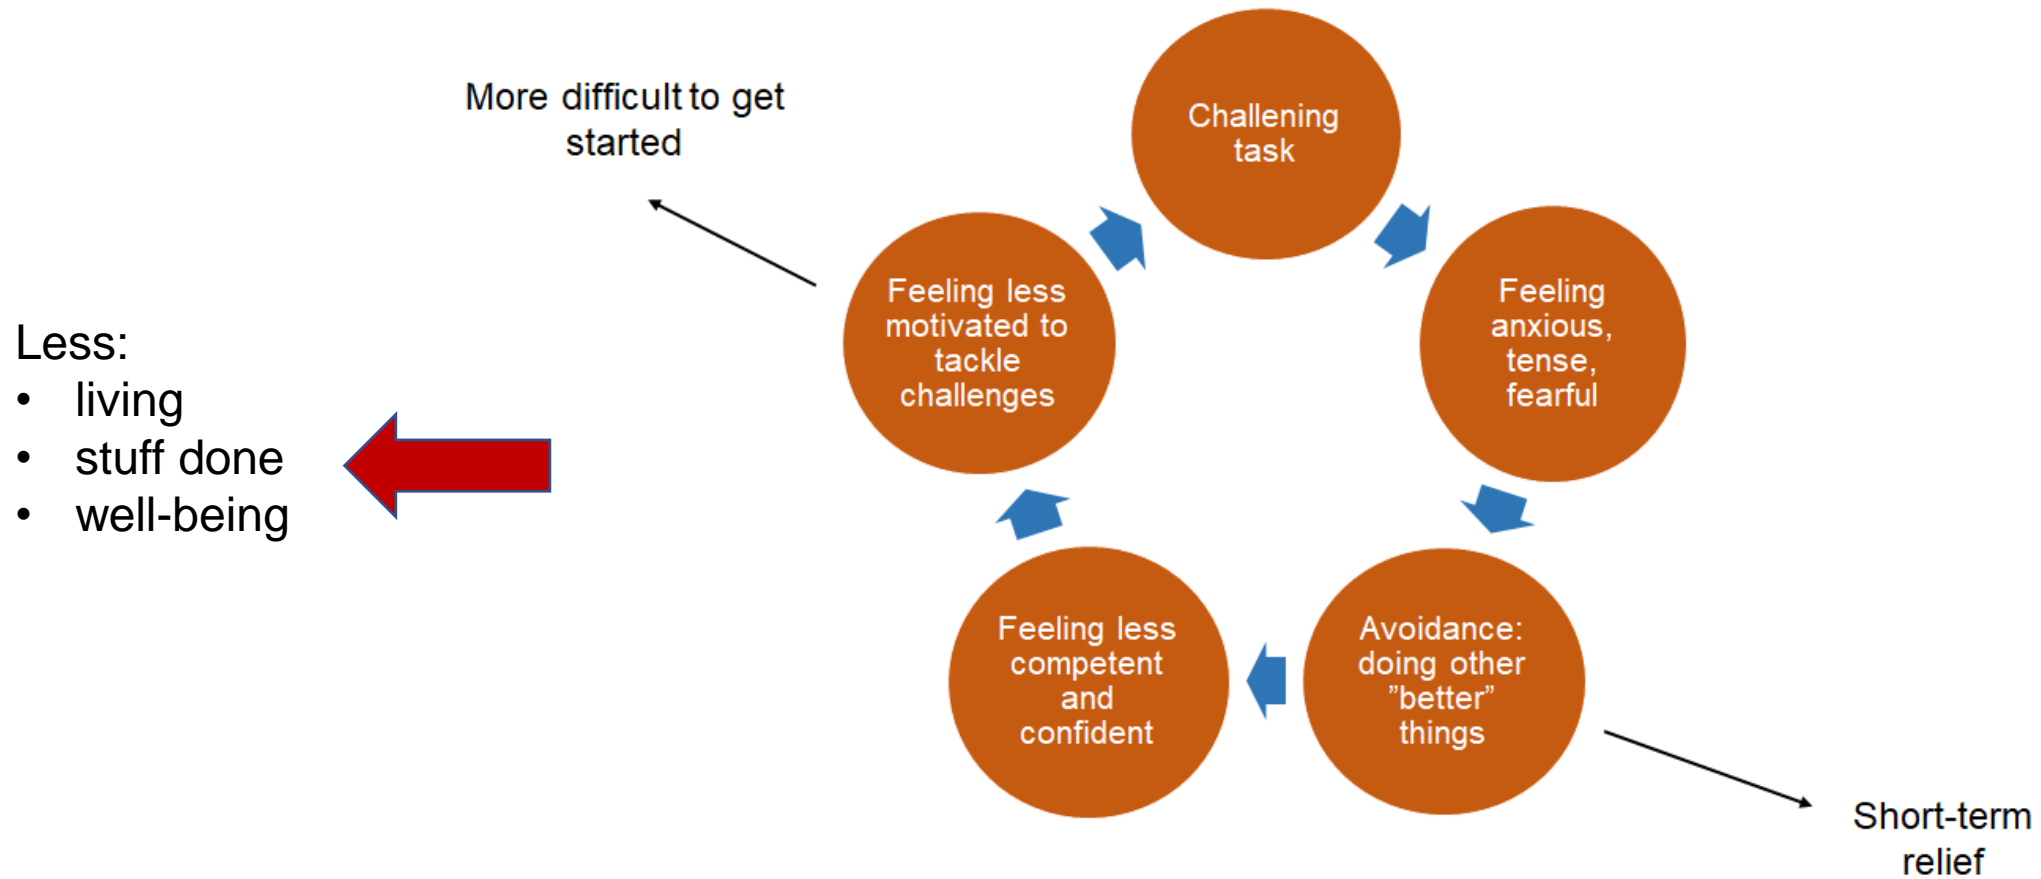 More difficult to get
started
Challening
task
Feeling
anxious,
tense,
fearful
Avoidance:
doing other
”better”
things
Short-term
relief
Feeling less
competent
and
confident
Feeling less
motivated to
tackle
challenges
Less:
• living
• stuff done
• well-being